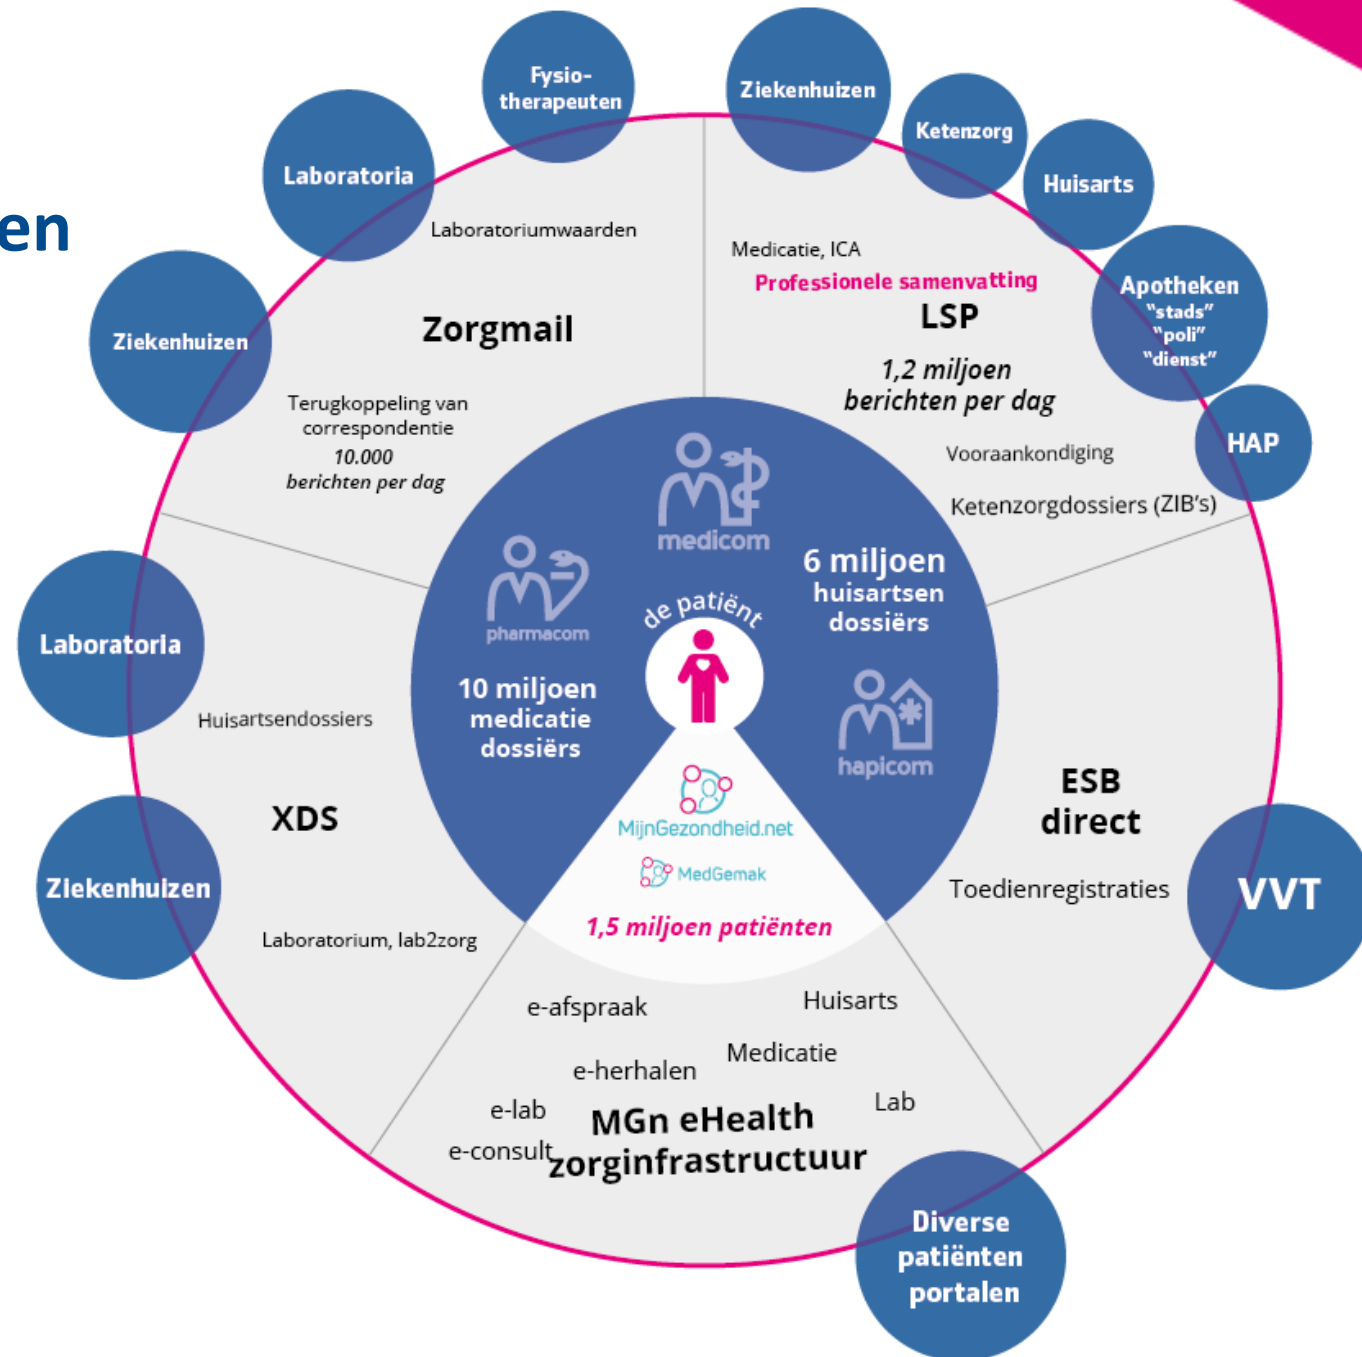 en
Fysio-
therapeuten
Ziekenhuizen
Ketenzorg
Huisarts
Apotheken
“stads”
“poli”
“dienst”
HAP
Laboratoria
Ziekenhuizen
Laboratoriumwaarden
Zorgmail
Terugkoppeling van
correspondentie
10.000
berichten per dag
Medicatie, ICA
Professionele samenvatting
LSP
1,2 miljoen
berichten per dag
Vooraankondiging
Ketenzorgdossiers (ZIB’s)
medicom
pharmacom
10 miljoen
medicatie
dossiërs
de patiënt
6 miljoen
huisartsen
dossiërs
hapicom
MijnGezondheid.net
MedGemak
1,5 miljoen patiënten
Laboratoria
Huisartsendossiers
XDS
Ziekenhuizen
Laboratorium, lab2zorg
ESB
direct
Toedienregistraties
VVT
e-afspraak
Huisarts
Medicatie
e-herhalen
e-lab
Lab
e-consult
MGn eHealth
zorginfrastructuur
Diverse
patiënten
portalen